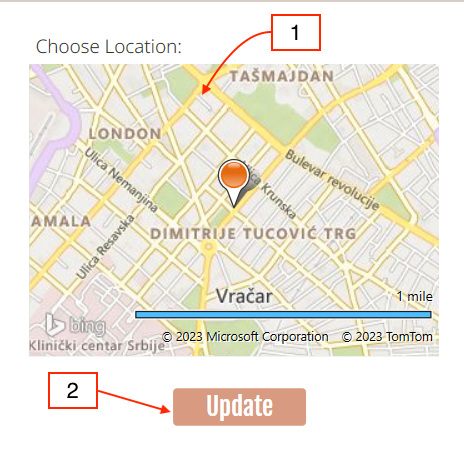 1
Choose Location:
TAŠMAJDAN
LONDON
Bulevar revolucije
Ulica Nemanjina
Krunska
AMALA
Ulica Resavska
DIMITRIJE TUCOVIĆ TRG
Vračar
1 mile
bing
© 2023 Microsoft Corporation © 2023 TomTom
Klinički centar Srbije
2
Update